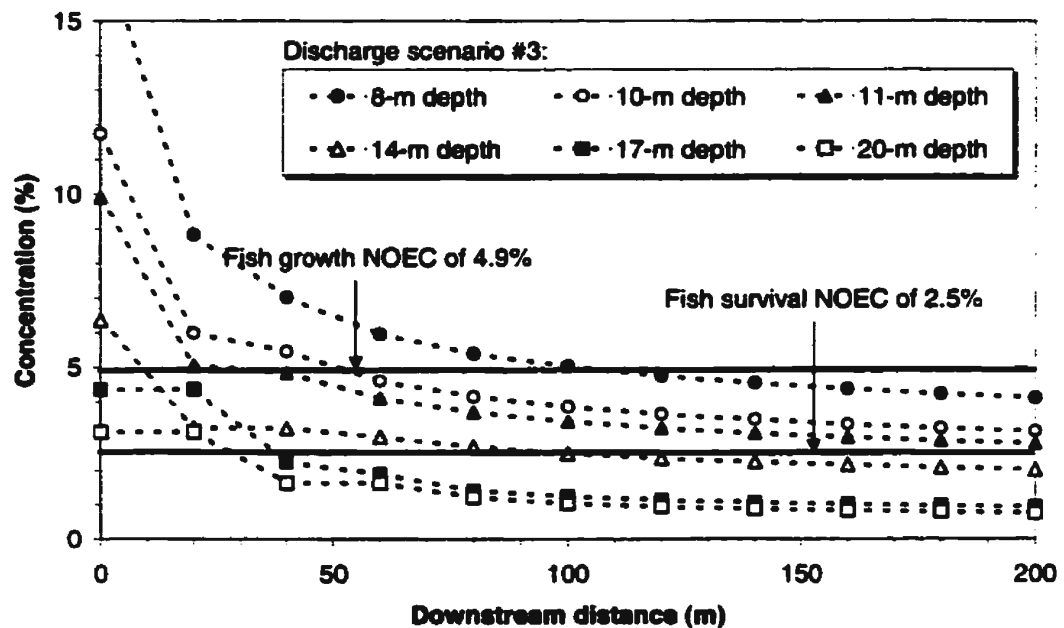 15
10
5
0
Concentration (%)
Discharge scenario #3:
8-m depth
10-m depth
11-m depth
14-m depth
17-m depth
20-m depth
Fish growth NOEC of 4.9%
Fish survival NOEC of 2.5%
0
50
100
150
200
Downstream distance (m)